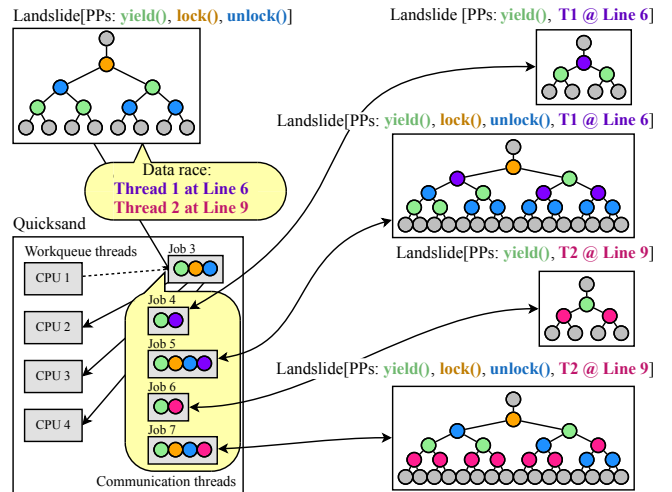 Landslide[PPs: yield(), lock(), unlock()]
Landslide [PPs: yield(), T1 @ Line 6]
Landslide[PPs: yield(), lock(), unlock(), T1 @ Line 6]
Data race:
Thread 1 at Line 6
Thread 2 at Line 9
Quicksand
Workqueue threads
Job 3
CPU 1
Landslide[PPs: yield(), T2 @ Line 9]
Job 4
CPU 2
Job 5
CPU 3
Job 6
Landslide[PPs: yield(), lock(), unlock(), T2 @ Line 9]
CPU 4
Job 7
Communication threads